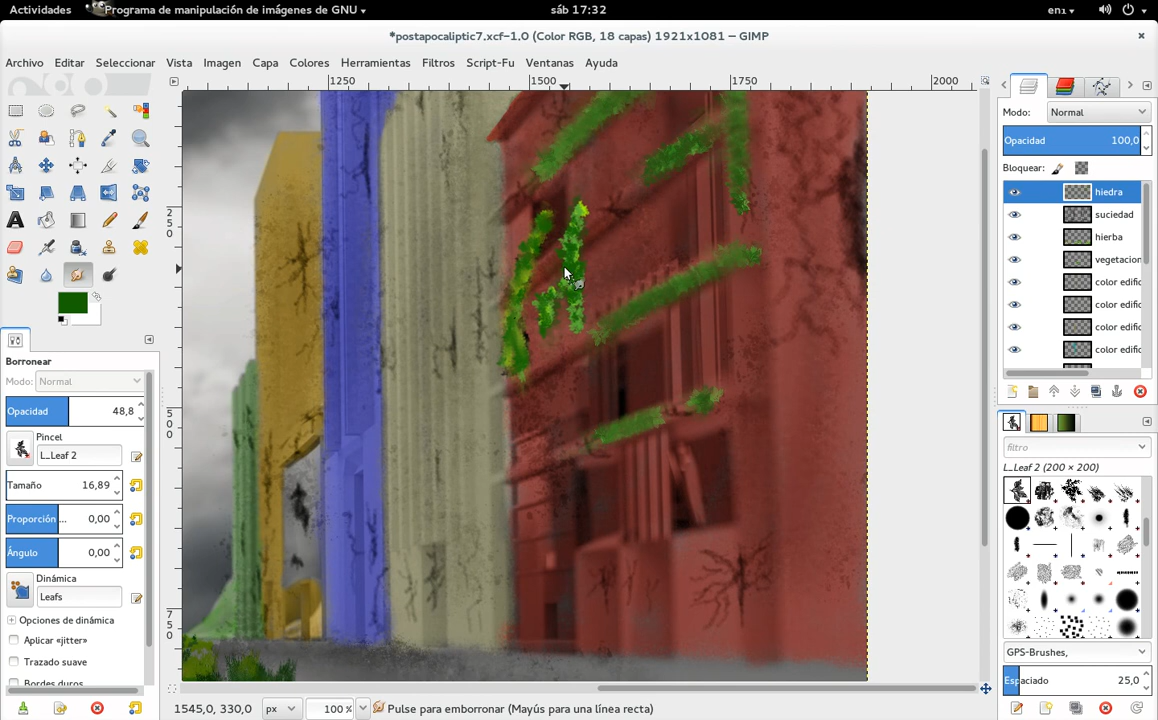 Actividades
Programa de manipulación de imágenes de GNU
sáb 17:32
en1
*postapocaliptic7.xcf-1.0 (Color RGB, 18 capas) 1921x1081 – GIMP
Archivo Editar Seleccionar Vista Imagen Capa Colores Herramientas Filtros Script-Fu Ventanas Ayuda
1250 1500 1750 2000
250
500
750
Borronear
Modo: Normal
Opacidad 48,8
Pincel
L_Leaf 2
Tamaño 16,89
Proporción ... 0,00
Ángulo 0,00
Dinámica
Leafs
Opciones de dinámica
Aplicar «jitter»
Trazado suave
Bordes duros
Modo: Normal
Opacidad 100,0
Bloquear:
hiedra
suciedad
hierba
vegetacion
color edific
color edific
color edific
color edific
filtro
L_Leaf 2 (200 × 200)
GPS-Brushes,
Espaciado 25,0
1545,0, 330,0 px 100 % Pulse para emborronar (Mayús para una línea recta)